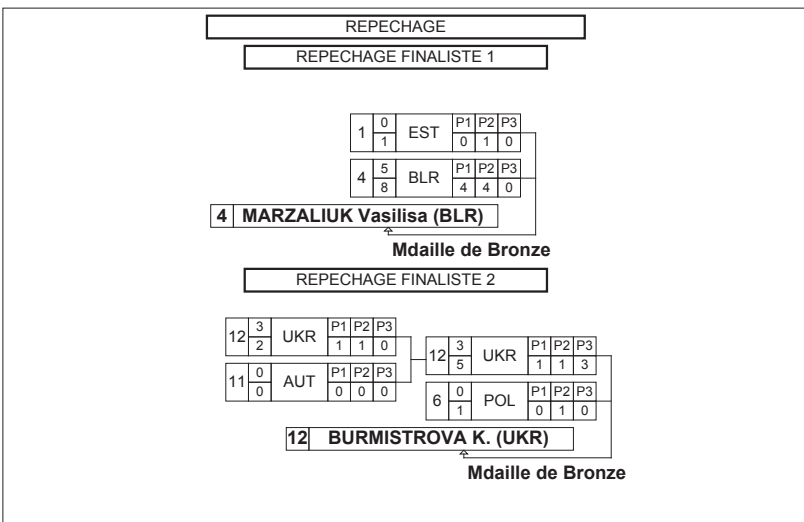 REPECHAGE
REPECHAGE FINALISTE 1
0 P1 P2 P3
1 EST
1 0 1 0
5 P1 P2 P3
4 BLR
8 4 4 0
4 MARZALIUK Vasilisa (BLR)
Mdaille de Bronze
REPECHAGE FINALISTE 2
3 P1 P2 P3
12 UKR
2 1 1 0
3 P1 P2 P3
12 UKR
5 1 1 3
0 P1 P2 P3
11 AUT
0 0 0 0
0 P1 P2 P3
6 POL
1 0 1 0
12 BURMISTROVA K. (UKR)
Mdaille de Bronze